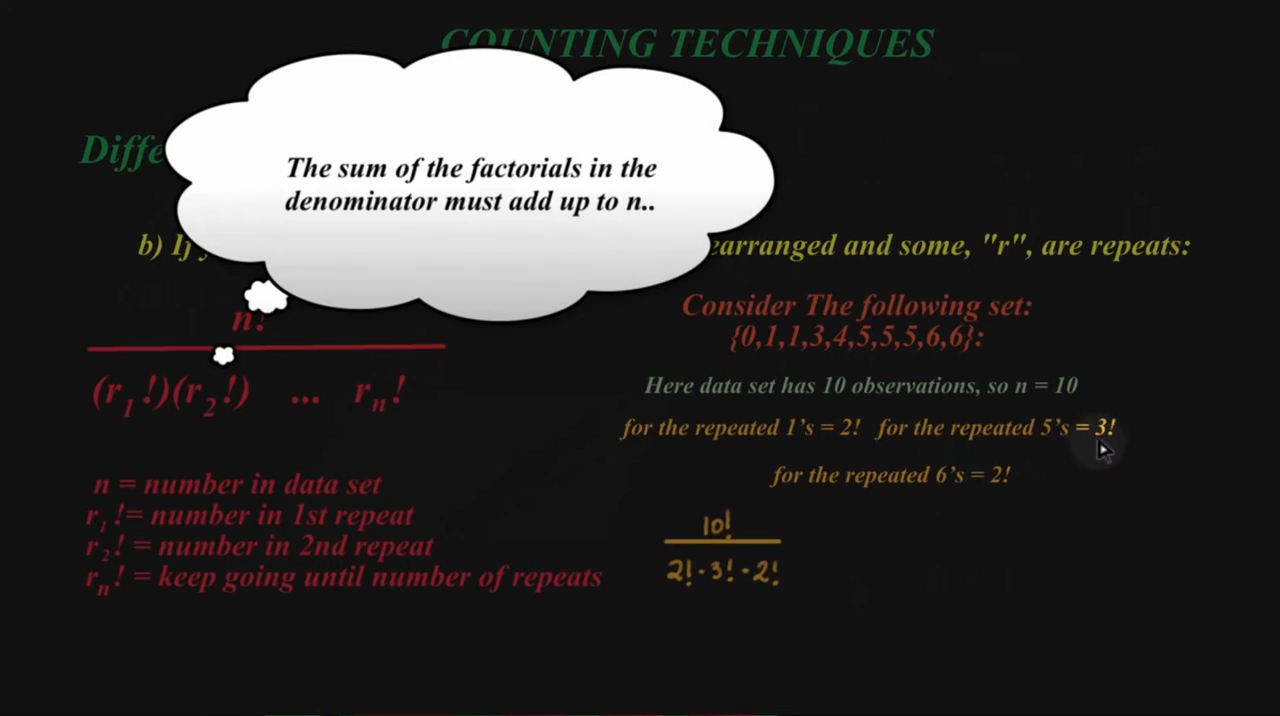 COUNTING TECHNIQUES
Diffe
The sum of the factorials in the
denominator must add up to n..
b) If earranged and some, "r", are repeats:
Consider The following set:
{0,1,1,3,4,5,5,5,6,6}:
n!
(r1!)(r2!) ... rn!
Here data set has 10 observations, so n = 10
for the repeated 1's = 2! for the repeated 5's = 3!
for the repeated 6's = 2!
n = number in data set
r1!= number in 1st repeat
r2! = number in 2nd repeat
rn! = keep going until number of repeats
10!
2! · 3! · 2!